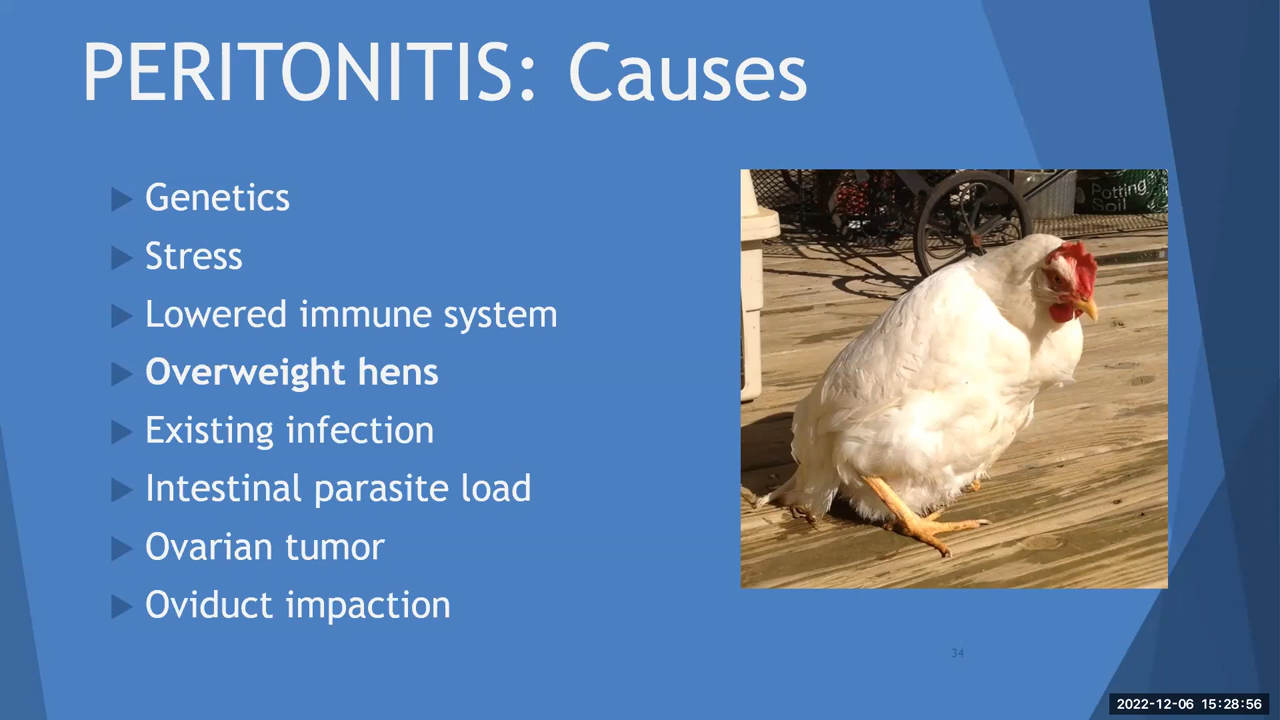 PERITONITIS: Causes
Genetics
Stress
Lowered immune system
Overweight hens
Existing infection
Intestinal parasite load
Ovarian tumor
Oviduct impaction
Potting
Soil
34
2022-12-06 15:28:56